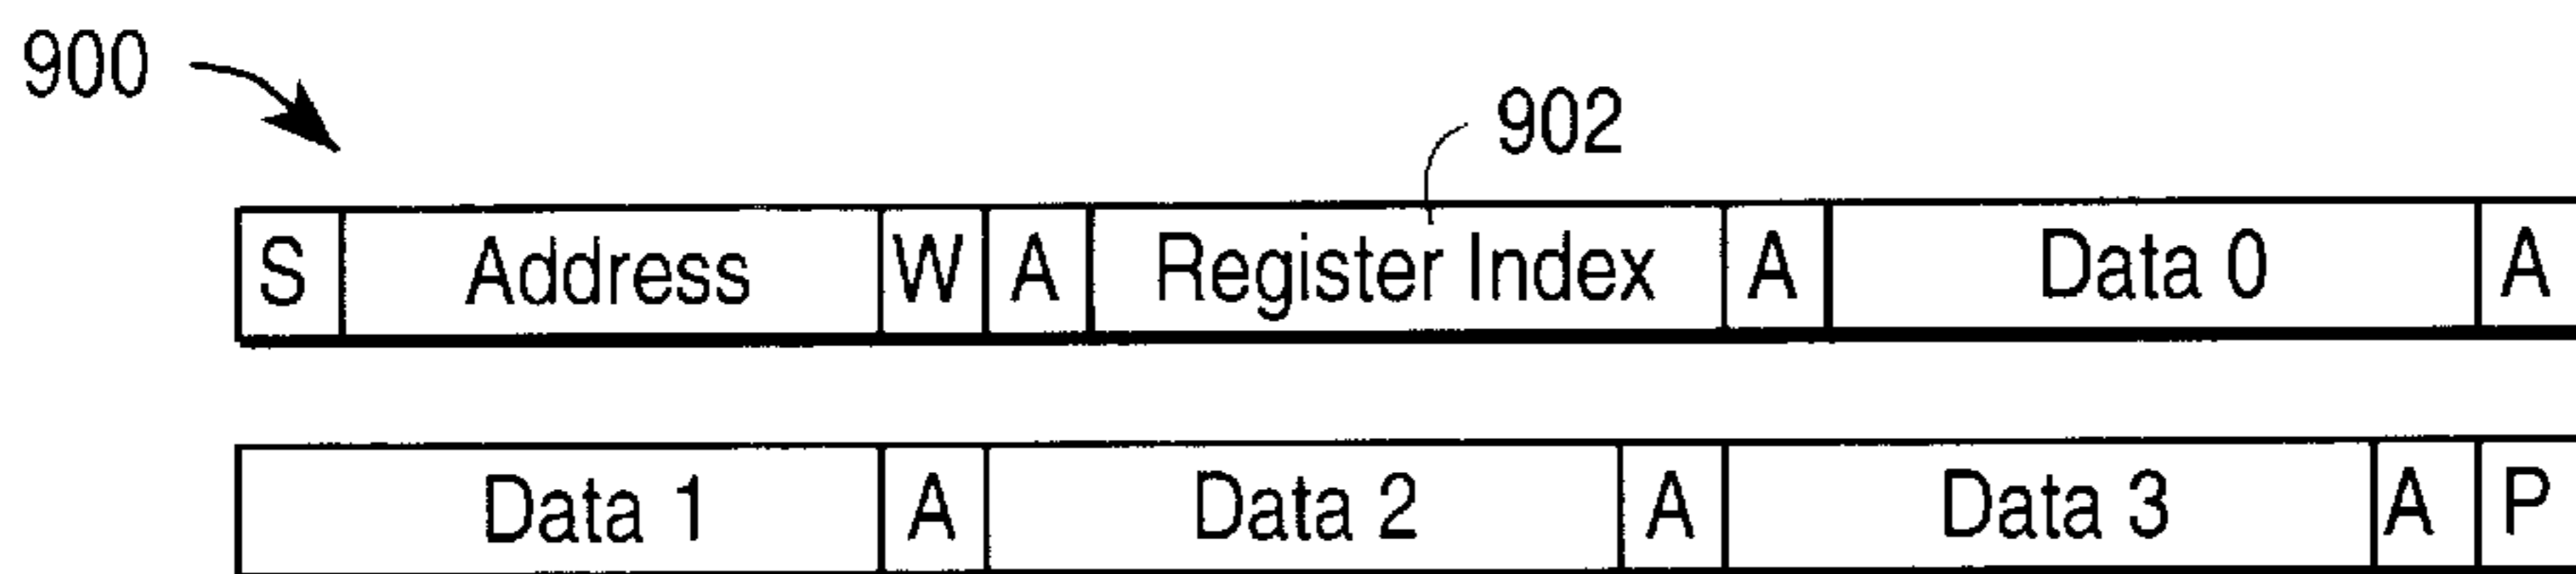 900
902
S Address W A Register Index A Data 0 A
Data 1 A Data 2 A Data 3 A P